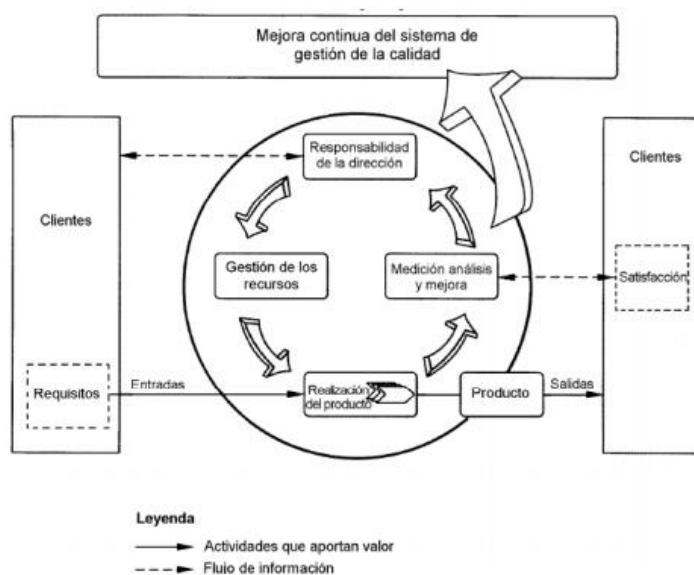 Mejora continua del sistema de
gestión de la calidad
Responsabilidad
de la dirección
Clientes
Clientes
Gestión de los
recursos
Medición análisis
y mejora
Satisfacción
Requisitos
Entradas
Realización
del producto
Producto
Salidas
Leyenda
Actividades que aportan valor
Flujo de información